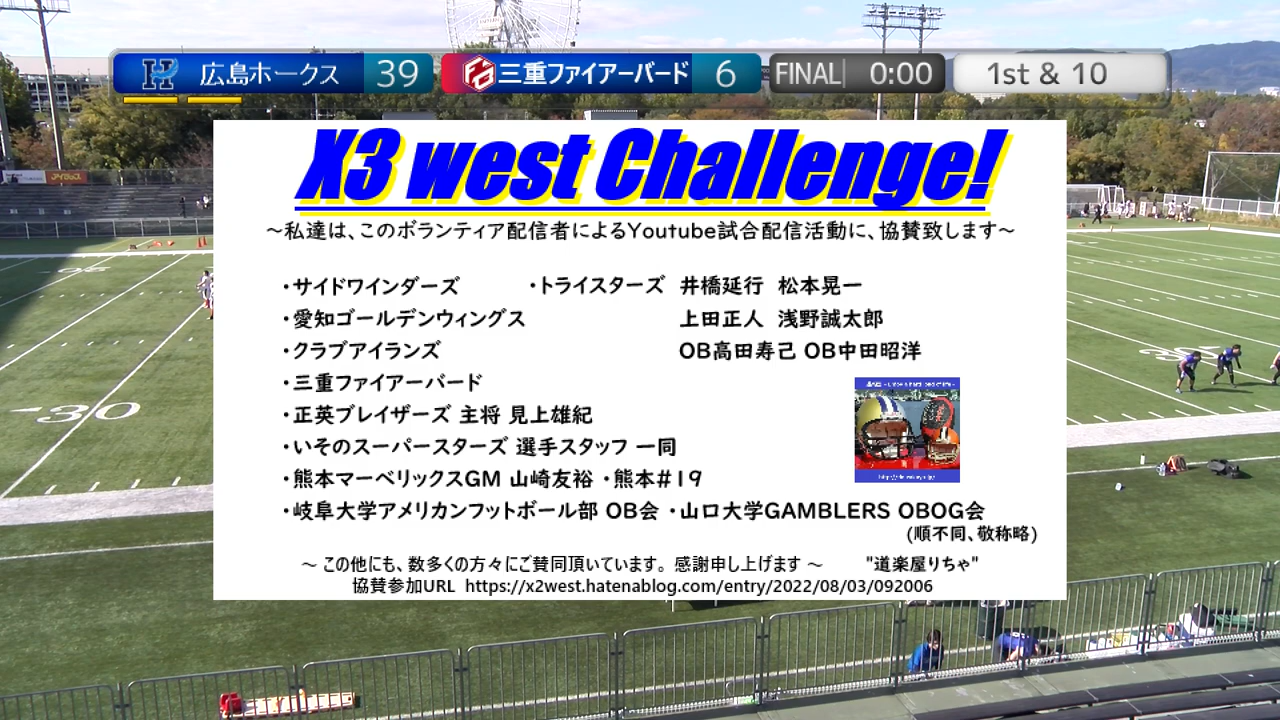 広島ホークス 39 三重ファイアーバード 6 FINAL 0:00 1st & 10
X3 west Challenge!
～私達は、このボランティア配信者によるYoutube試合配信活動に、協賛致します～
・サイドワインダーズ ・トライスターズ 井橋延行 松本晃一
・愛知ゴールデンウィングス 上田正人 浅野誠太郎
・クラブアイランズ OB高田寿己 OB中田昭洋
・三重ファイアーバード
・正英ブレイザーズ 主将 見上雄紀
・いそのスーパースターズ 選手スタッフ 一同
・熊本マーベリックスGM 山崎友裕 ・熊本#19
・岐阜大学アメリカンフットボール部 OB会 ・山口大学GAMBLERS OBOG会
(順不同、敬称略)
～ この他にも、数多くの方々にご賛同頂いています。感謝申し上げます ～ "道楽屋りちゃ"
協賛参加URL https://x2west.hatenablog.com/entry/2022/08/03/092006
30